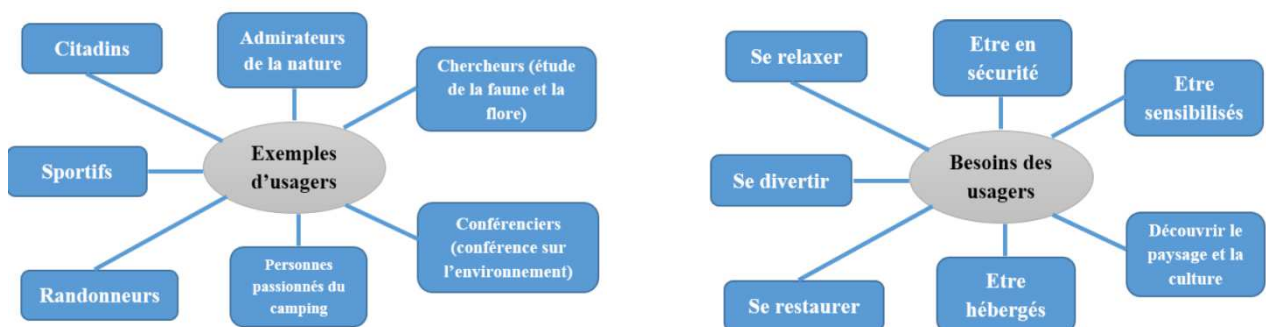 Citadins
Admirateurs
de la nature
Chercheurs (étude
de la faune et la
flore)
Exemples
d’usagers
Sportifs
Conférenciers
(conférence sur
l’environnement)
Randonneurs
Personnes
passionnés du
camping
Se relaxer
Etre en
sécurité
Etre
sensibilisés
Besoins des
usagers
Se divertir
Découvrir le
paysage et la
culture
Se restaurer
Etre
hébergés